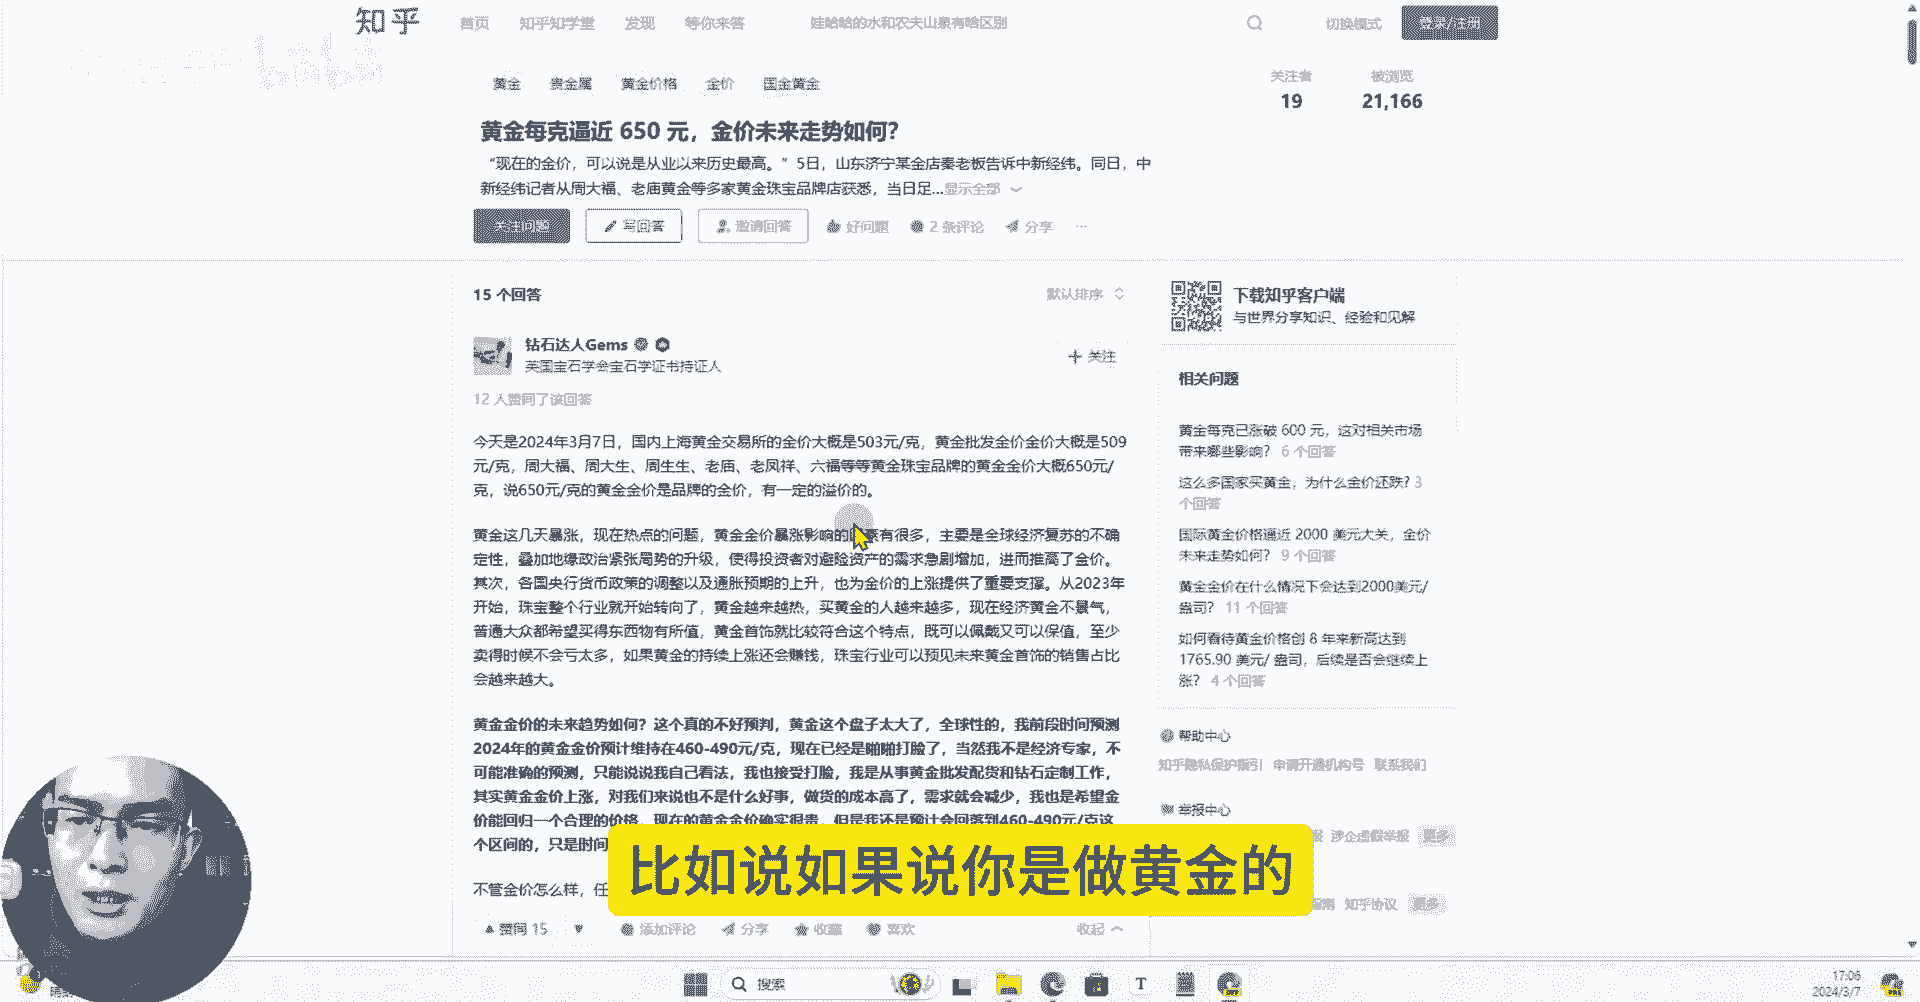 知乎 首页 知乎知学堂 发现 等你来答 娃哈哈的水和农夫山泉有啥区别 切换模式 登录/注册
黄金 贵金属 黄金价格 金价 国金黄金
关注者 被浏览
19 21,166
黄金每克逼近 650 元，金价未来走势如何？
“现在的金价，可以说是从业以来历史最高。”5日，山东济宁某金店秦老板告诉中新经纬。同日，中
新经纬记者从周大福、老庙黄金等多家黄金珠宝品牌店获悉，当日足...显示全部
关注问题 写回答 邀请回答 好问题 2 条评论 分享 ···
15 个回答 默认排序
钻石达人Gems
英国宝石学会宝石学证书持证人
+ 关注
12 人赞同了该回答
今天是2024年3月7日，国内上海黄金交易所的金价大概是503元/克，黄金批发金价金价大概是509
元/克，周大福、周大生、周生生、老庙、老凤祥、六福等等黄金珠宝品牌的黄金金价大概650元/
克，说650元/克的黄金金价是品牌的金价，有一定的溢价的。
黄金这几天暴涨，现在热点的问题，黄金金价暴涨影响的因素有很多，主要是全球经济复苏的不确
定性，叠加地缘政治紧张局势的升级，使得投资者对避险资产的需求急剧增加，进而推高了金价。
其次，各国央行货币政策的调整以及通胀预期的上升，也为金价的上涨提供了重要支撑。从2023年
开始，珠宝整个行业就开始转向了，黄金越来越热，买黄金的人越来越多，现在经济黄金不景气，
普通大众都希望买得东西物有所值，黄金首饰就比较符合这个特点，既可以佩戴又可以保值，至少
卖得时候不会亏太多，如果黄金的持续上涨还会赚钱，珠宝行业可以预见未来黄金首饰的销售占比
会越来越大。
黄金金价的未来趋势如何？这个真的不好预判，黄金这个盘子太大了，全球性的，我前段时间预测
2024年的黄金金价预计维持在460-490元/克，现在已经是啪啪打脸了，当然我不是经济专家，不
可能准确的预测，只能说说我自己看法，我也接受打脸，我是从事黄金批发配货和钻石定制工作，
其实黄金金价上涨，对我们来说也不是什么好事，做货的成本高了，需求就会减少，我也是希望金
价能回归一个合理的价格，现在的黄金金价确实很贵，但是我还是预计会回落到460-490元/克这
个区间的，只是时间
不管金价怎么样，任
赞同 15 添加评论 分享 收藏 喜欢 收起
下载知乎客户端
与世界分享知识、经验和见解
相关问题
黄金每克已涨破 600 元，这对相关市场
带来哪些影响？ 6 个回答
这么多国家买黄金，为什么金价还跌？ 3
个回答
国际黄金价格逼近 2000 美元大关，金价
未来走势如何？ 9 个回答
黄金金价在什么情况下会达到2000美元/
盎司？ 11 个回答
如何看待黄金价格创 8 年来新高达到
1765.90 美元/ 盎司，后续是否会继续上
涨？ 4 个回答
帮助中心
知乎隐私保护指引 申请开通机构号 联系我们
举报中心
涉企虚假举报 更多
知乎协议 更多
比如说如果说你是做黄金的
搜索
17:06
2024/3/7